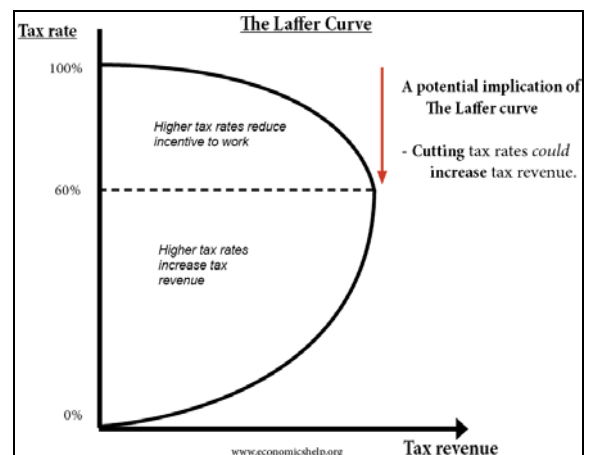 The Laffer Curve
Tax rate
100%
A potential implication of
The Laffer curve
- Cutting tax rates could
increase tax revenue.
Higher tax rates reduce
incentive to work
60%
Higher tax rates
increase tax
revenue
0%
www.economicshelp.org
Tax revenue